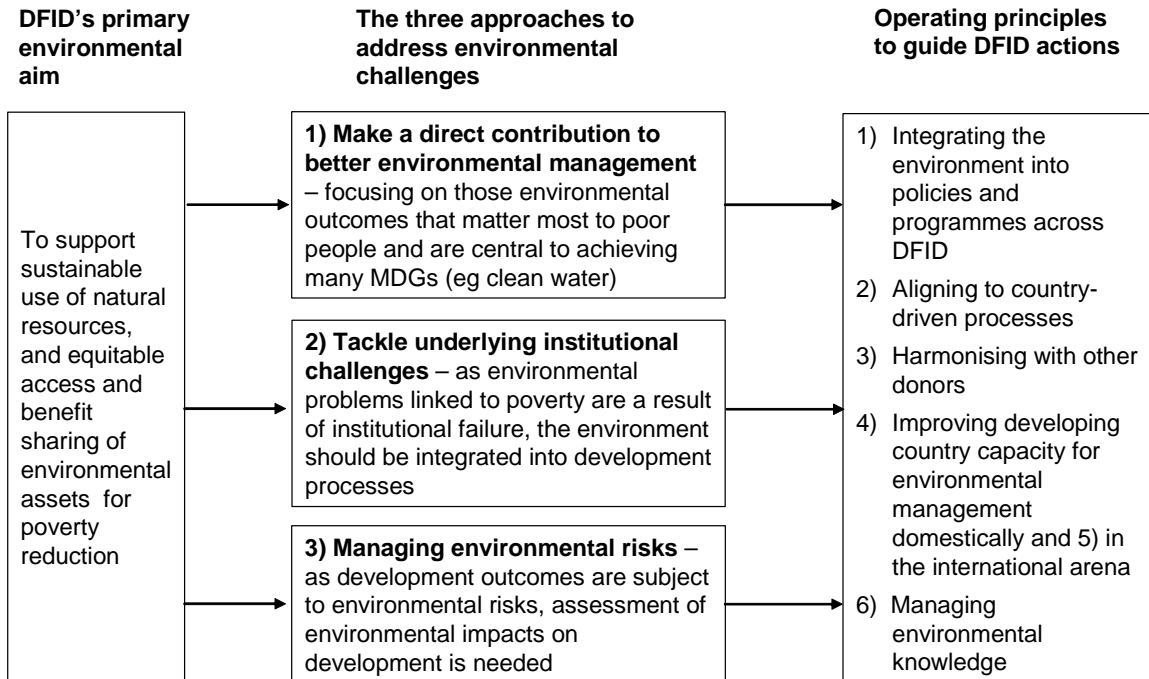 DFID's primary
environmental
aim
The three approaches to
address environmental
challenges
Operating principles
to guide DFID actions
To support
sustainable
use of natural
resources,
and equitable
access and
benefit
sharing of
environmental
assets for
poverty
reduction
1) Make a direct contribution to
better environmental management
– focusing on those environmental
outcomes that matter most to poor
people and are central to achieving
many MDGs (eg clean water)
2) Tackle underlying institutional
challenges – as environmental
problems linked to poverty are a result
of institutional failure, the environment
should be integrated into development
processes
3) Managing environmental risks –
as development outcomes are subject
to environmental risks, assessment of
environmental impacts on
development is needed
1) Integrating the
environment into
policies and
programmes across
DFID
2) Aligning to country-
driven processes
3) Harmonising with other
donors
4) Improving developing
country capacity for
environmental
management
domestically and 5) in
the international arena
6) Managing
environmental
knowledge